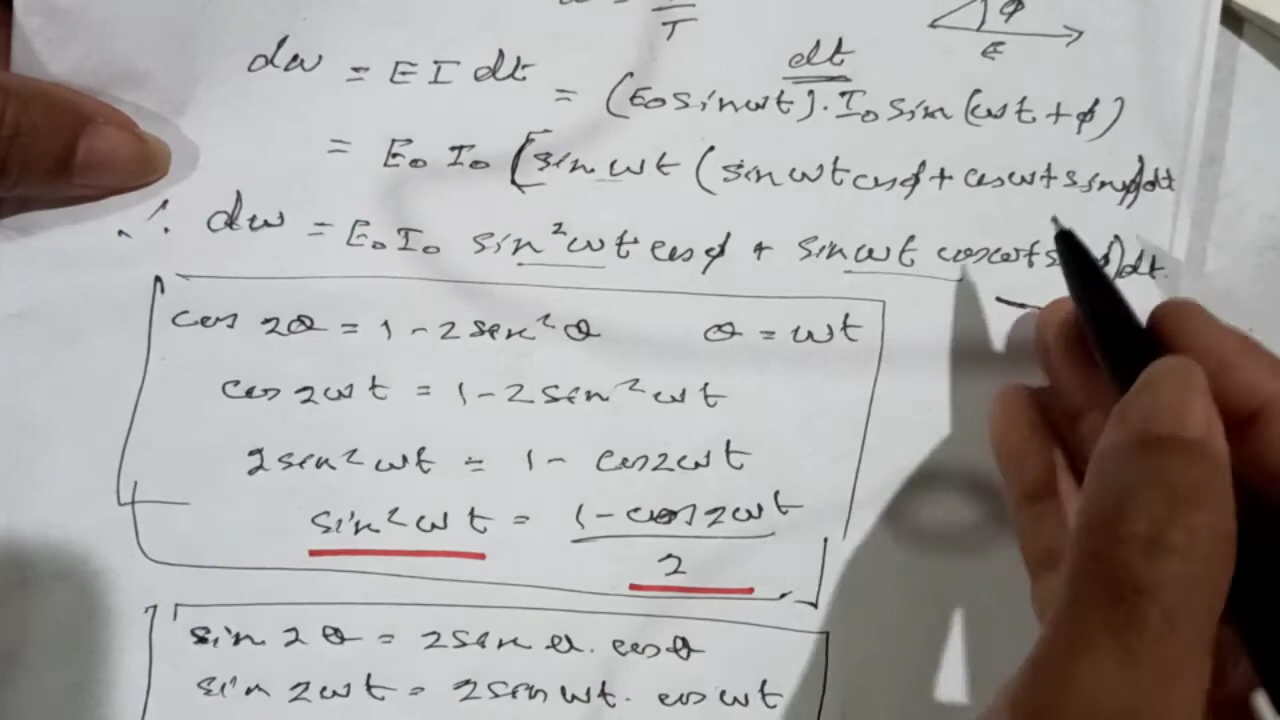 T
ϕ
E
dw = EI dt = (E₀ sin ωt). I₀ sin (ωt + ϕ) dt
= E₀ I₀ [sin ωt (sin ωt cos ϕ + cos ωt sin ϕ) dt
∴ dw = E₀ I₀ sin² ωt cos ϕ + sin ωt cos ωt s ) dt.
cos 2θ = 1 - 2 sin² θ θ = ωt
cos 2ωt = 1 - 2 sin² ωt
2 sin² ωt = 1 - cos 2ωt
sin² ωt = 1 - cos 2ωt / 2
sin 2θ = 2 sin θ. cos θ
sin 2ωt = 2 sin ωt. cos ωt